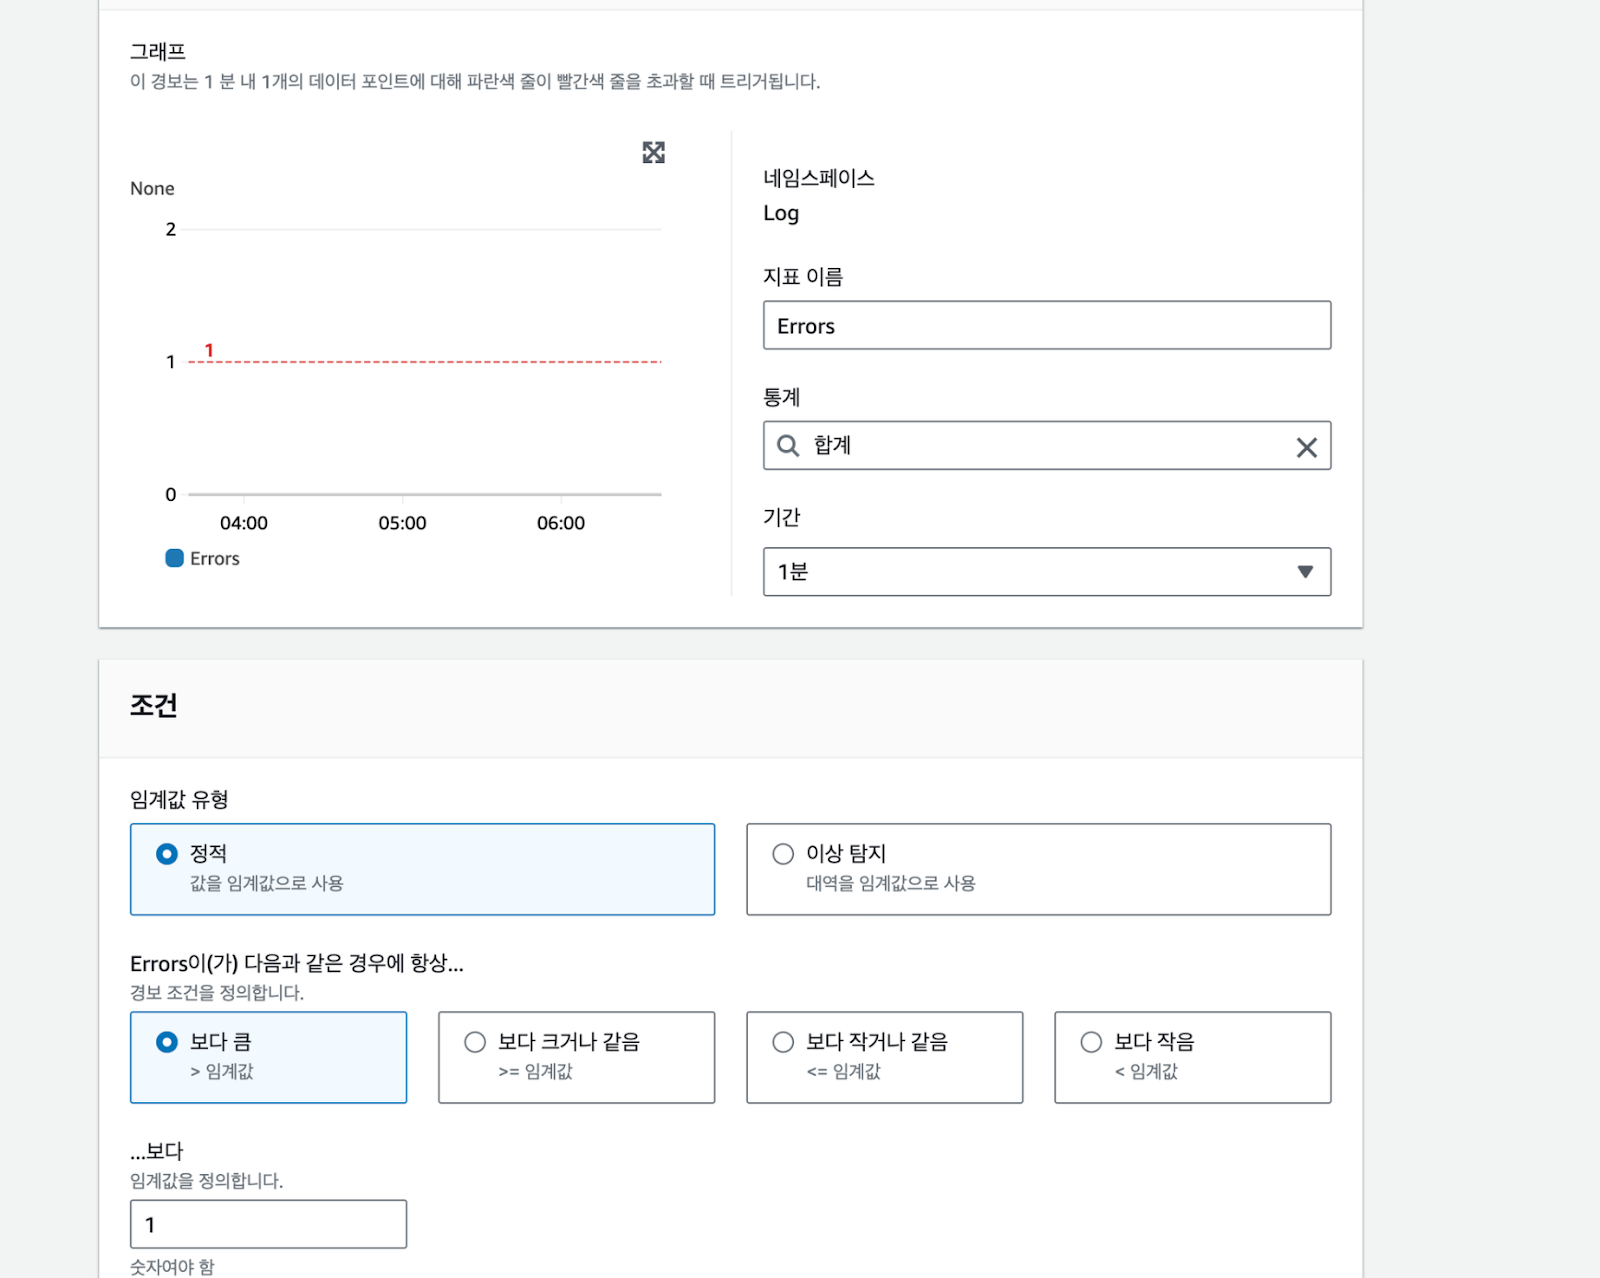 그래프
이 경보는 1 분 내 1개의 데이터 포인트에 대해 파란색 줄이 빨간색 줄을 초과할 때 트리거됩니다.
None
2
1
1
0
04:00 05:00 06:00
Errors
네임스페이스
Log
지표 이름
Errors
통계
합계
기간
1분
조건
임계값 유형
정적
값을 임계값으로 사용
이상 탐지
대역을 임계값으로 사용
Errors이(가) 다음과 같은 경우에 항상...
경보 조건을 정의합니다.
보다 큼
> 임계값
보다 크거나 같음
>= 임계값
보다 작거나 같음
<= 임계값
보다 작음
< 임계값
...보다
임계값을 정의합니다.
1
숫자여야 함